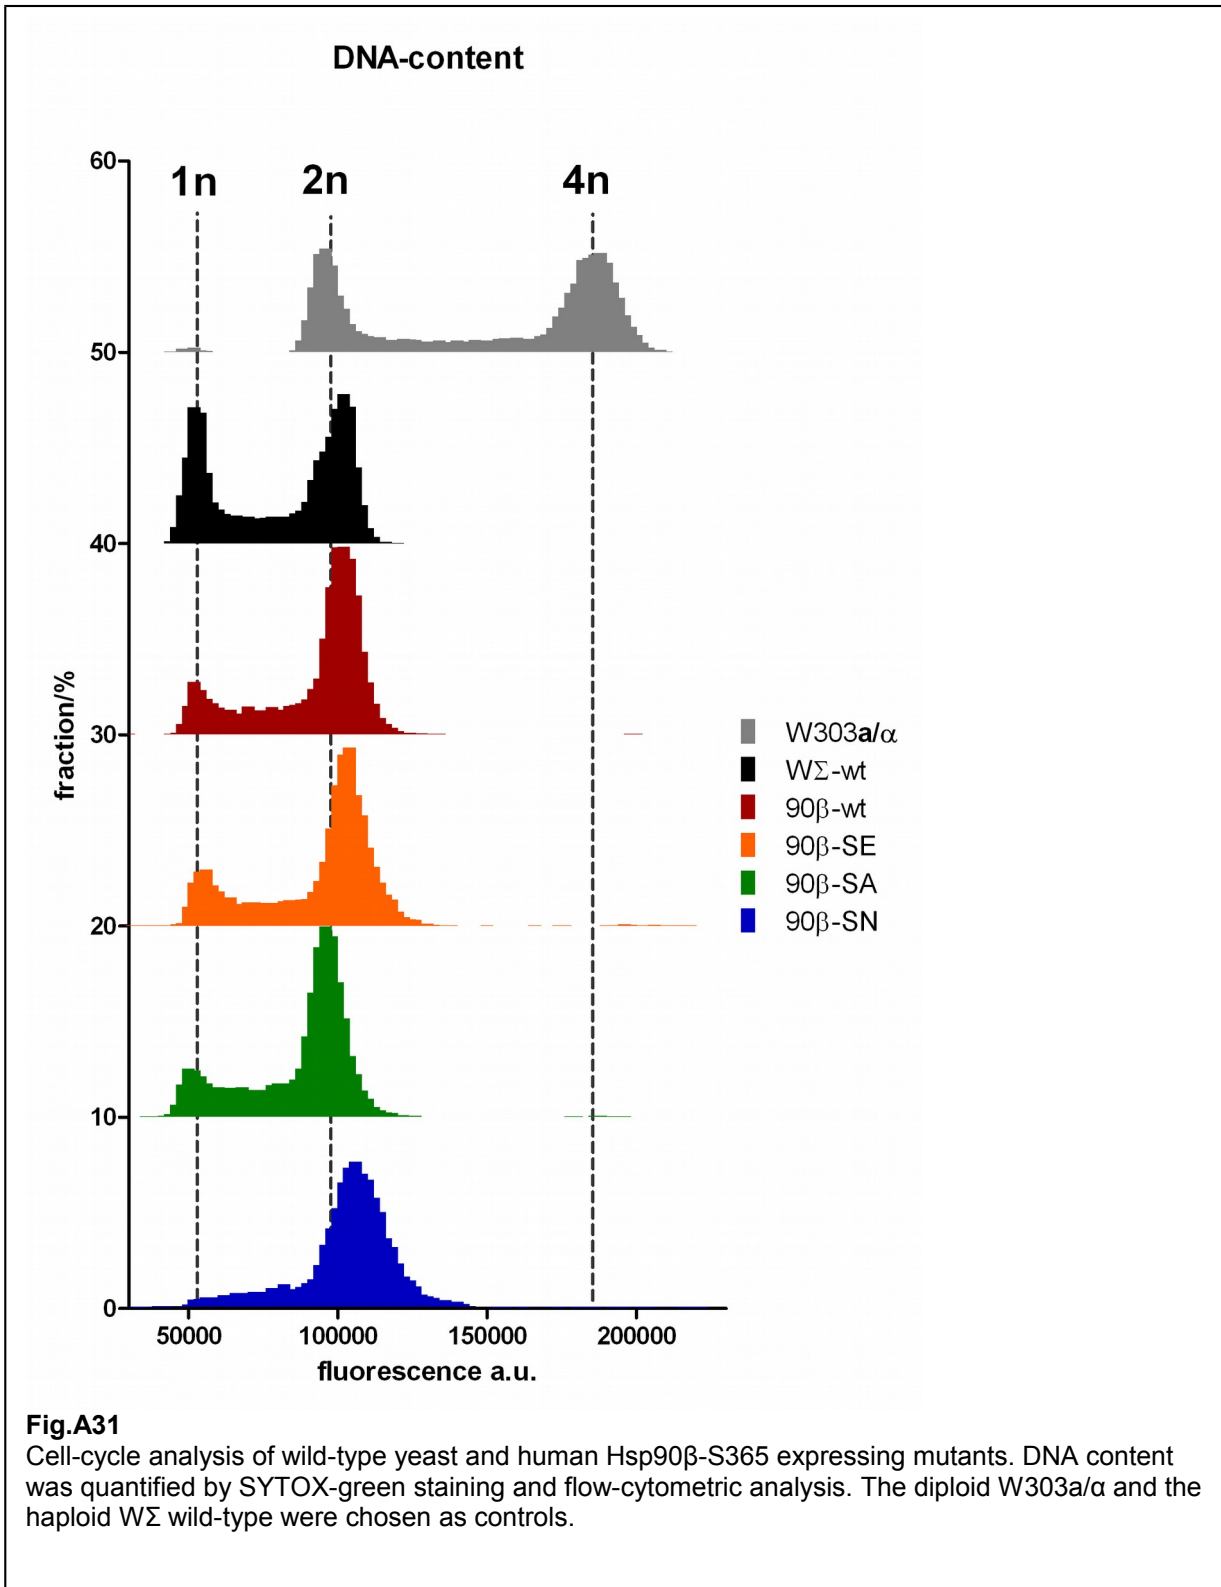 DNA-content
60
1n 2n 4n
50
40
30
20
10
0
fraction/%
W303a/α
WΣ-wt
90β-wt
90β-SE
90β-SA
90β-SN
50000 100000 150000 200000
fluorescence a.u.
Fig.A31
Cell-cycle analysis of wild-type yeast and human Hsp90β-S365 expressing mutants. DNA content
was quantified by SYTOX-green staining and flow-cytometric analysis. The diploid W303a/α and the
haploid WΣ wild-type were chosen as controls.